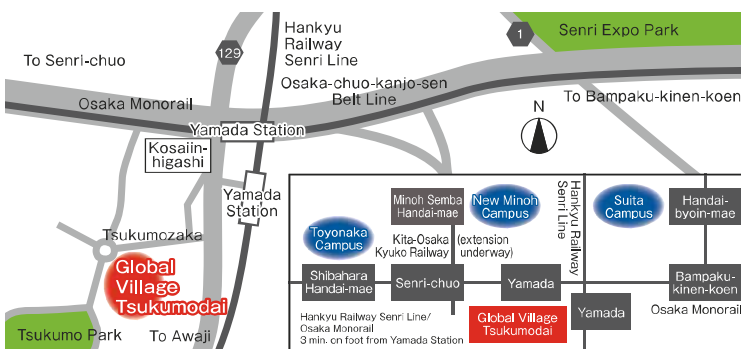 Hankyu
Railway
Senri Line
1
Senri Expo Park
129
To Senri-chuo
Osaka-chuo-kanjo-sen
Belt Line
To Bampaku-kinen-koen
Osaka Monorail
Yamada Station
N
Kosaiin-
higashi
Yamada
Station
Tsukumozaka
Global
Village
Tsukumodai
Tsukumo Park
To Awaji
Minoh Semba
Handai-mae
New Minoh
Campus
Hankyu Railway
Senri Line
Suita
Campus
Handai-
byoin-mae
Toyonaka
Campus
Kita-Osaka
Kyuko Railway
(extension
underway)
Shibahara
Handai-mae
Senri-chuo
Yamada
Bampaku-
kinen-koen
Osaka Monorail
Hankyu Railway Senri Line/
Osaka Monorail
3 min. on foot from Yamada Station
Global Village
Tsukumodai
Yamada